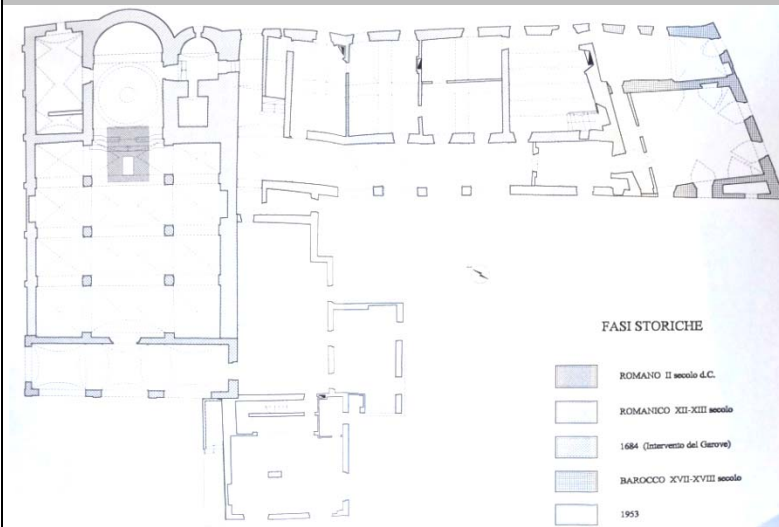 FASI STORICHE
ROMANO II secolo d.C.
ROMANICO XII-XIII secolo
1684 (Intervento del Garove)
BAROCCO XVII-XVIII secolo
1953